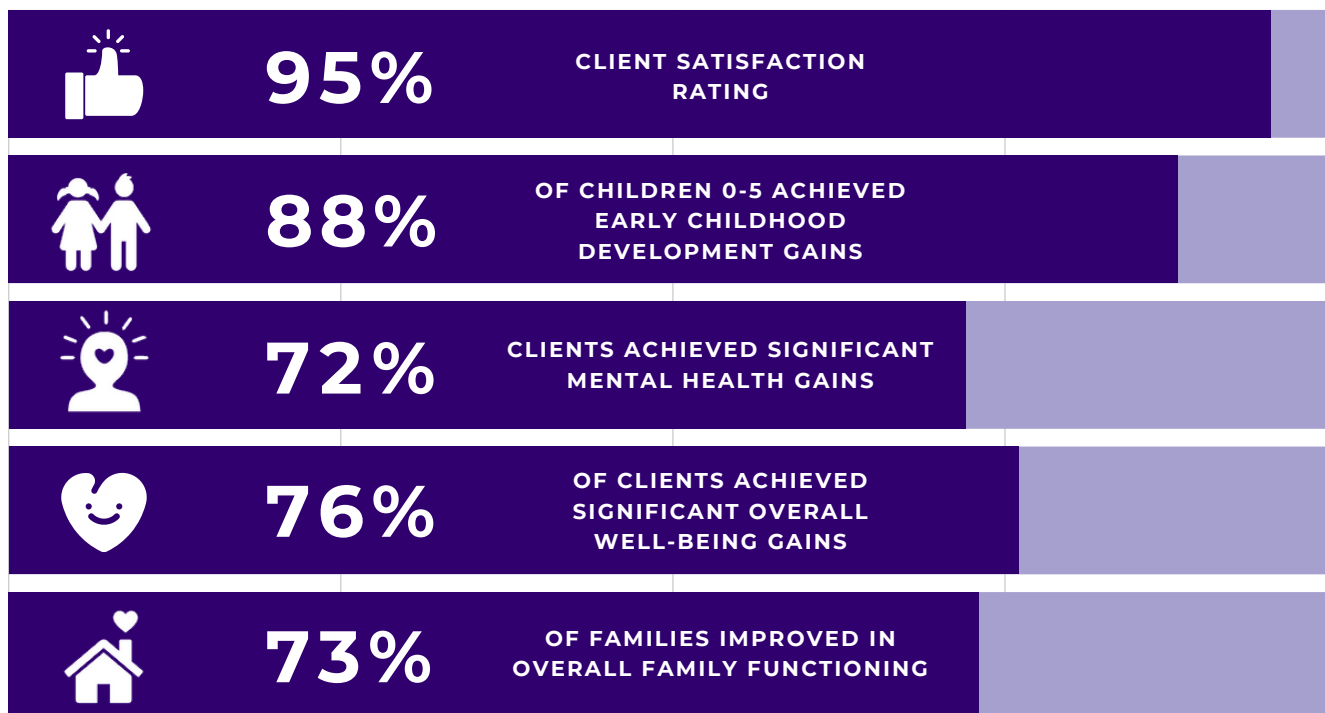 95%
CLIENT SATISFACTION
RATING
88%
OF CHILDREN 0-5 ACHIEVED
EARLY CHILDHOOD
DEVELOPMENT GAINS
72%
CLIENTS ACHIEVED SIGNIFICANT
MENTAL HEALTH GAINS
76%
OF CLIENTS ACHIEVED
SIGNIFICANT OVERALL
WELL-BEING GAINS
73%
OF FAMILIES IMPROVED IN
OVERALL FAMILY FUNCTIONING